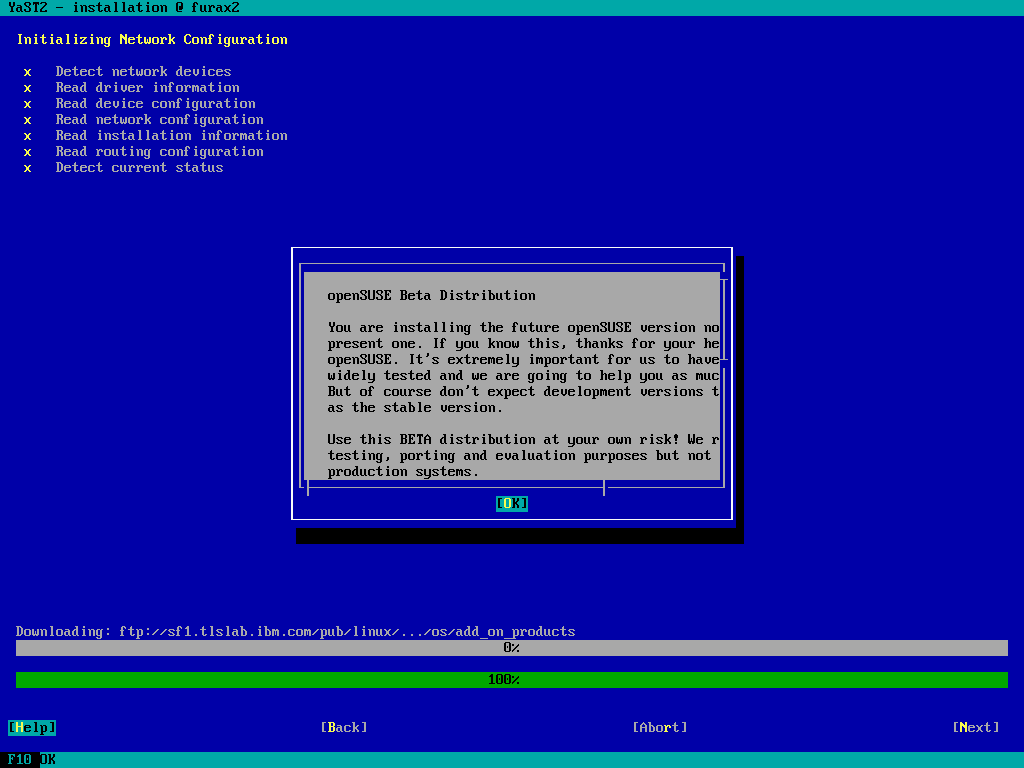 YaST2 - installation @ furax2
Initializing Network Configuration
x Detect network devices
x Read driver information
x Read device configuration
x Read network configuration
x Read installation information
x Read routing configuration
x Detect current status
openSUSE Beta Distribution
You are installing the future openSUSE version no
present one. If you know this, thanks for your he
openSUSE. It's extremely important for us to have
widely tested and we are going to help you as muc
But of course don't expect development versions t
as the stable version.
Use this BETA distribution at your own risk! We r
testing, porting and evaluation purposes but not
production systems.
[OK]
Downloading: ftp://sf1.tlslab.ibm.com/pub/linux/.../os/add_on_products
0%
100%
[Help] [Back] [Abort] [Next]
F10 OK